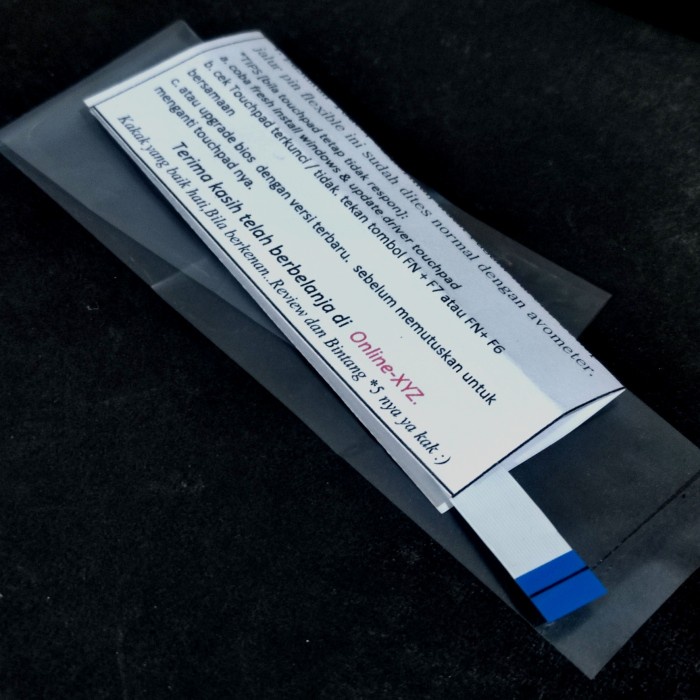 jalur pin flexible ini sudah dites normal dengan avometer.
*TIPS [bila touchpad tetap tidak respon]:
a. coba fresh install windows & update driver touchpad
b. cek Touchpad terkunci / tidak. tekan tombol FN + F7 atau FN+ F6
bersamaan
c. atau upgrade bios dengan versi terbaru. sebelum memutuskan untuk
menganti touchpad nya.
Terima kasih telah berbelanja di Online-XYZ.
Kakak yang baik hati,Bila berkenan..Review dan Bintang *5 nya ya kak :)